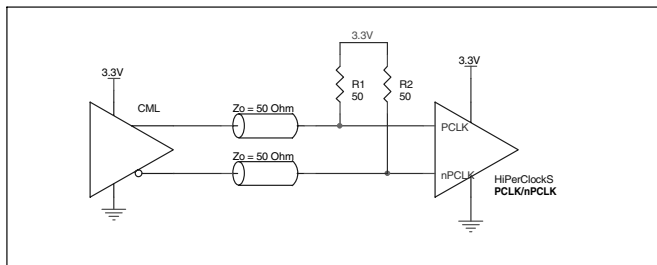 3.3V
3.3V
3.3V
R1
50
R2
50
CML
Zo = 50 Ohm
PCLK
Zo = 50 Ohm
nPCLK
HiPerClockS
PCLK/nPCLK